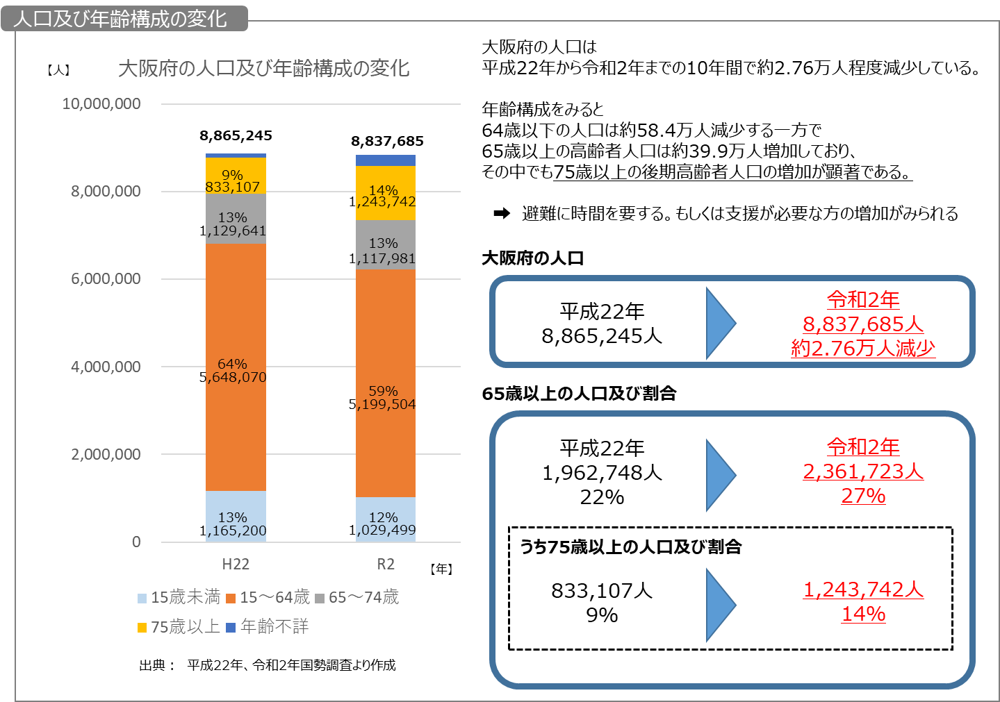 人口及び年齢構成の変化
【人】
大阪府の人口及び年齢構成の変化
10,000,000
8,000,000
6,000,000
4,000,000
2,000,000
0
8,865,245
9%
833,107
13%
1,129,641
64%
5,648,070
13%
1,165,200
8,837,685
14%
1,243,742
13%
1,117,981
59%
5,199,504
12%
1,029,499
H22
R2
【年】
15歳未満 15～64歳 65～74歳
75歳以上 年齢不詳
出典： 平成22年、令和2年国勢調査より作成
大阪府の人口は
平成22年から令和2年までの10年間で約2.76万人程度減少している。
年齢構成をみると
64歳以下の人口は約58.4万人減少する一方で
65歳以上の高齢者人口は約39.9万人増加しており、
その中でも75歳以上の後期高齢者人口の増加が顕著である。
➡ 避難に時間を要する。もしくは支援が必要な方の増加がみられる
大阪府の人口
平成22年
8,865,245人
令和2年
8,837,685人
約2.76万人減少
65歳以上の人口及び割合
平成22年
1,962,748人
22%
令和2年
2,361,723人
27%
うち75歳以上の人口及び割合
833,107人
9%
1,243,742人
14%